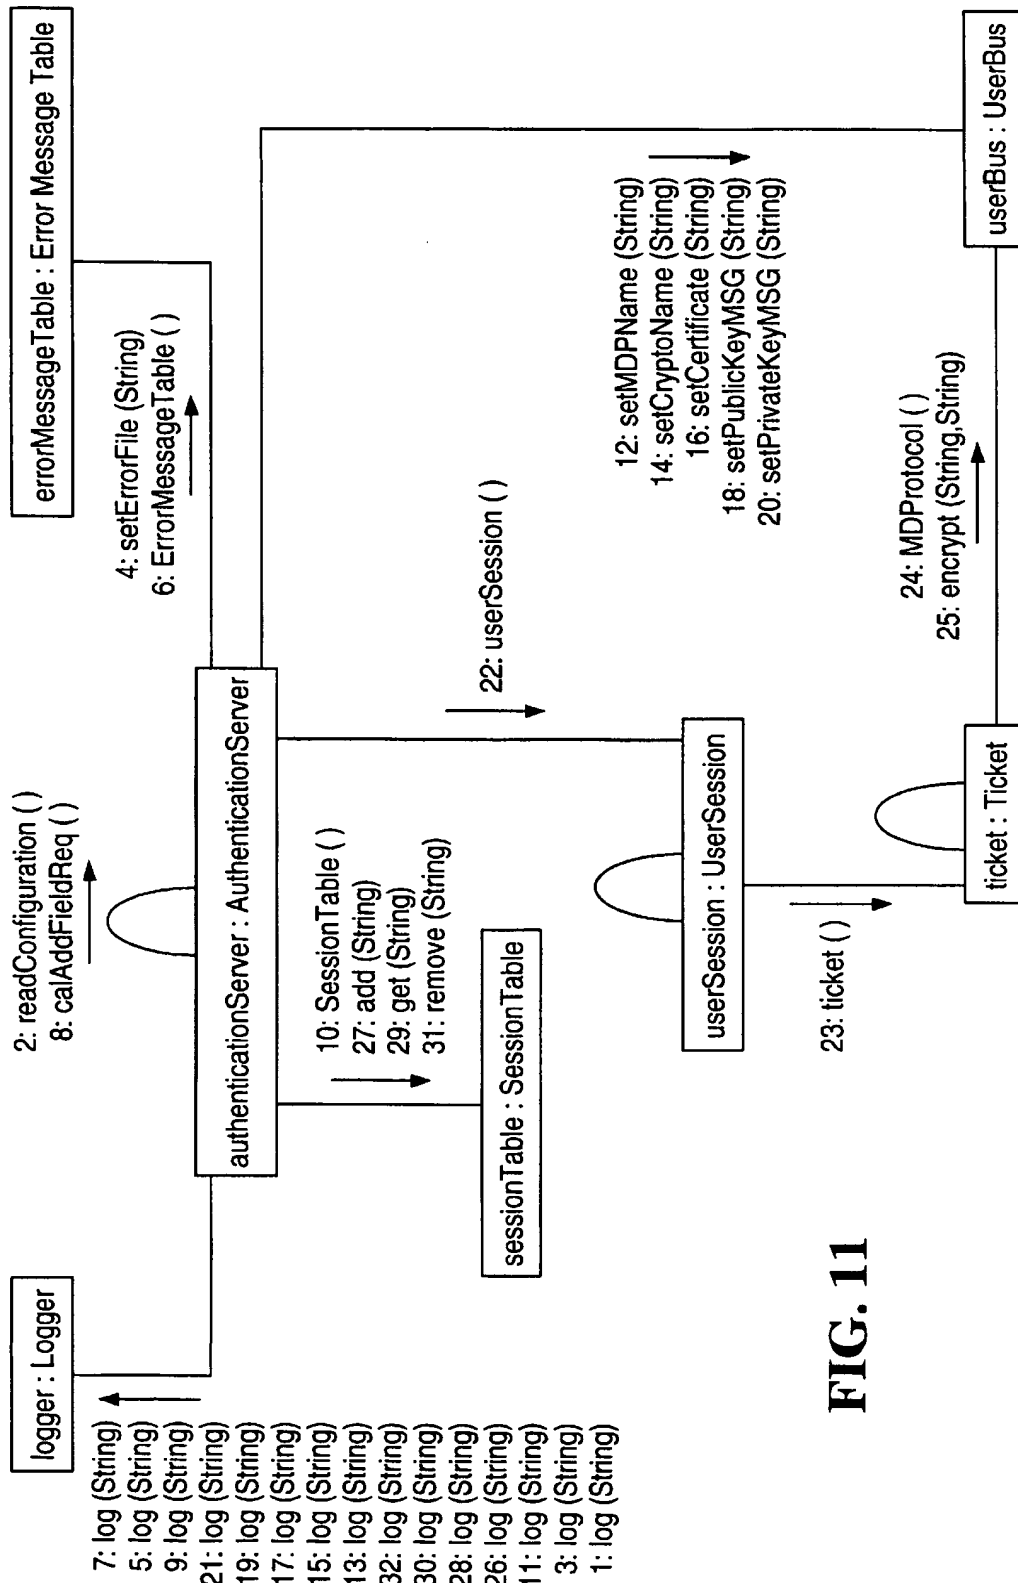 logger : Logger
7: log (String)
5: log (String)
9: log (String)
21: log (String)
19: log (String)
17: log (String)
15: log (String)
13: log (String)
32: log (String)
30: log (String)
28: log (String)
26: log (String)
11: log (String)
3: log (String)
1: log (String)
2: readConfiguration ( )
8: calAddFieldReq ( )
authenticationServer : AuthenticationServer
errorMessageTable : Error Message Table
4: setErrorFile (String)
6: ErrorMessageTable ( )
10: SessionTable ( )
27: add (String)
29: get (String)
31: remove (String)
sessionTable : SessionTable
22: userSession ( )
userSession : UserSession
12: setMDPName (String)
14: setCryptoName (String)
16: setCertificate (String)
18: setPublicKeyMSG (String)
20: setPrivateKeyMSG (String)
23: ticket ( )
ticket : Ticket
24: MDProtocol ( )
25: encrypt (String,String)
userBus : UserBus
FIG. 11